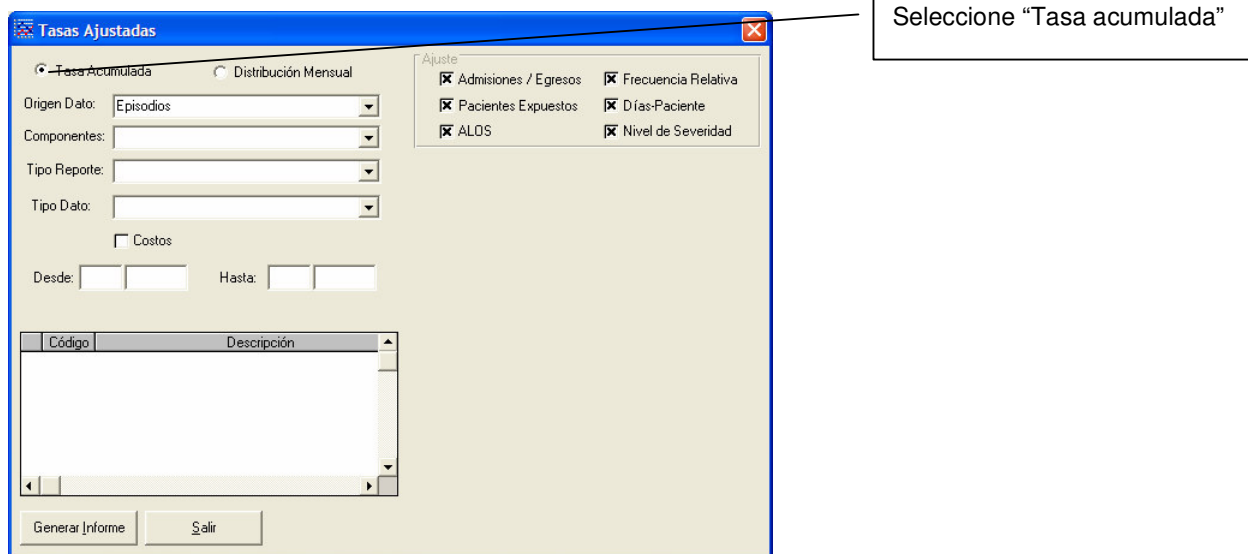 Seleccione “Tasa acumulada”
Tasas Ajustadas
Tasa Acumulada
Distribución Mensual
Origen Dato:
Episodios
Componentes:
Tipo Reporte:
Tipo Dato:
Costos
Desde:
Hasta:
Ajuste
Admisiones / Egresos
Frecuencia Relativa
Pacientes Expuestos
Días-Paciente
ALOS
Nivel de Severidad
Código
Descripción
Generar Informe
Salir